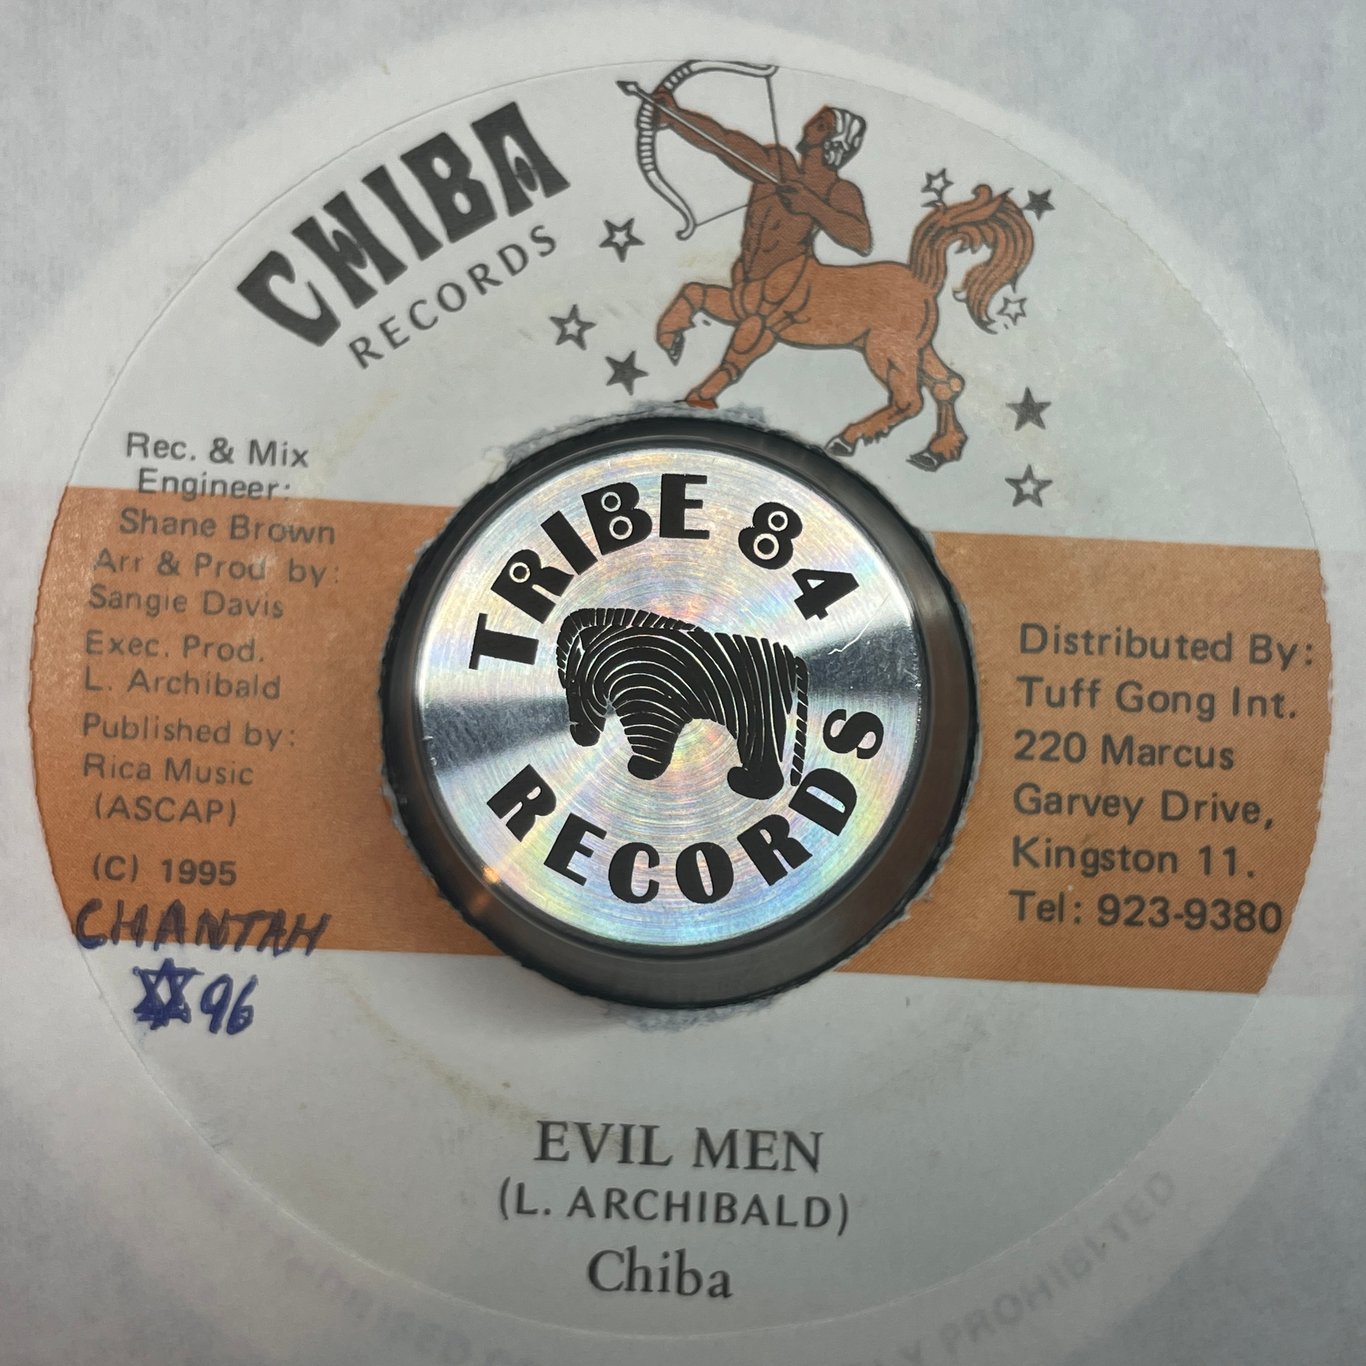 CHIBA
RECORDS
Rec. & Mix
Engineer:
Shane Brown
Arr & Prod by:
Sangie Davis
Exec. Prod.
L. Archibald
Published by:
Rica Music
(ASCAP)
(C) 1995
CHANTAH
96
TRIBE 84
RECORDS
Distributed By:
Tuff Gong Int.
220 Marcus
Garvey Drive,
Kingston 11.
Tel: 923-9380
EVIL MEN
(L. ARCHIBALD)
Chiba
PROHIBITED